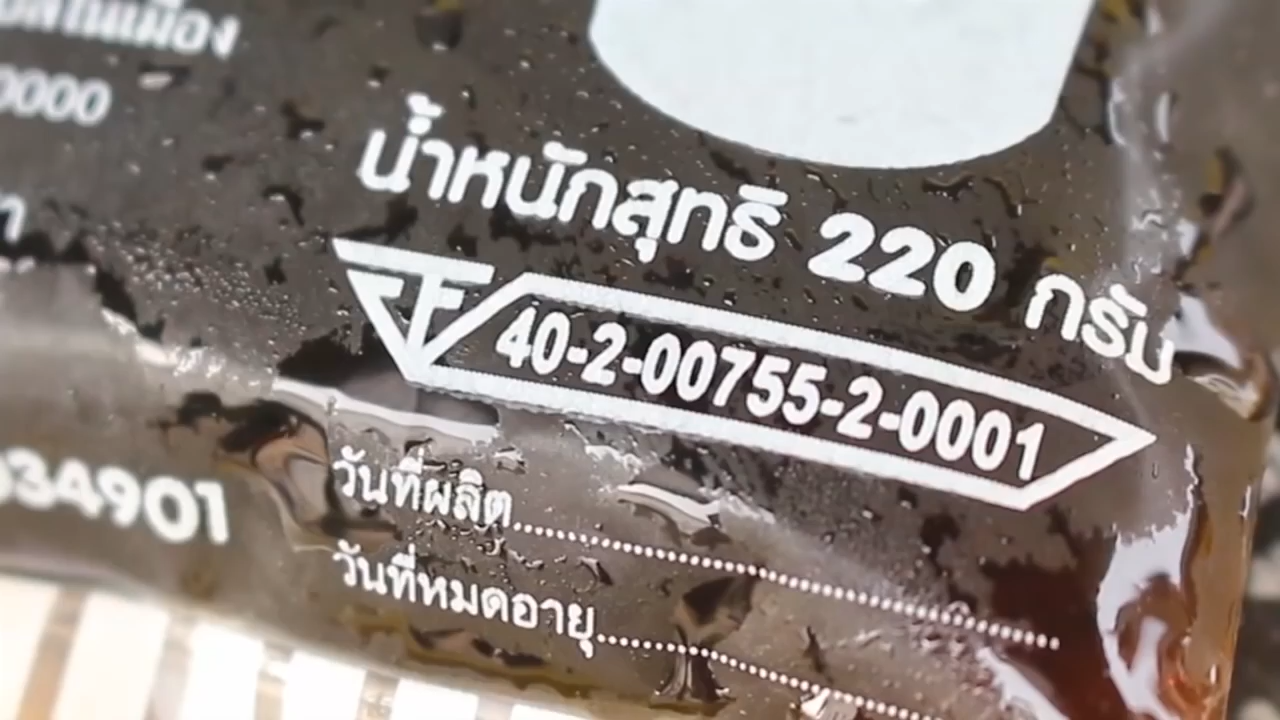 0000
น้ำหนักสุทธิ 220 กรัม
40-2-00755-2-0001
634901
วันที่ผลิต
วันที่หมดอายุ